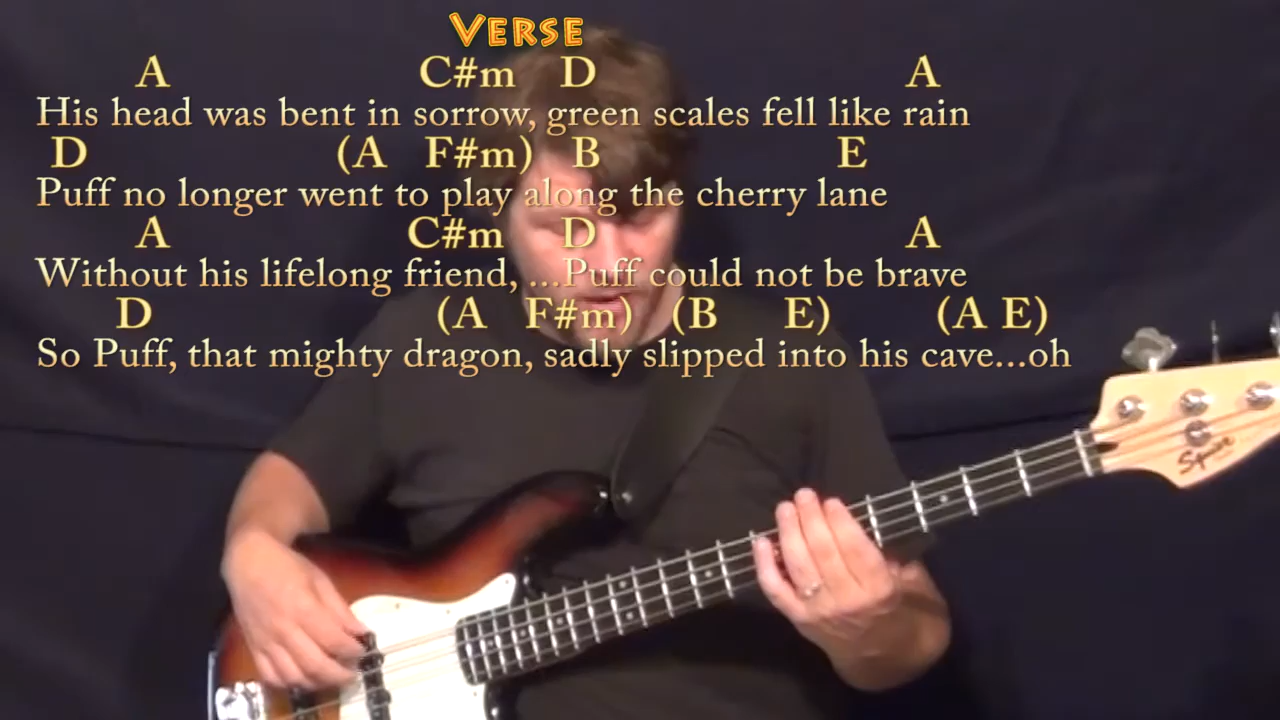 VERSE
A C#m D A
His head was bent in sorrow, green scales fell like rain
D (A F#m) B E
Puff no longer went to play along the cherry lane
A C#m D A
Without his lifelong friend, ...Puff could not be brave
D (A F#m) (B E) (A E)
So Puff, that mighty dragon, sadly slipped into his cave...oh
Squier